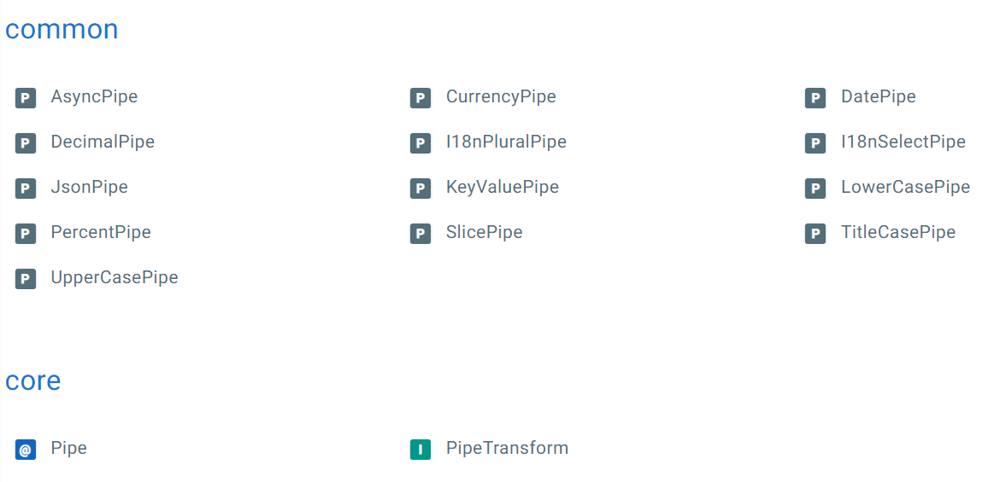 common
P AsyncPipe P CurrencyPipe P DatePipe
P DecimalPipe P I18nPluralPipe P I18nSelectPipe
P JsonPipe P KeyValuePipe P LowerCasePipe
P PercentPipe P SlicePipe P TitleCasePipe
P UpperCasePipe
core
@ Pipe I PipeTransform